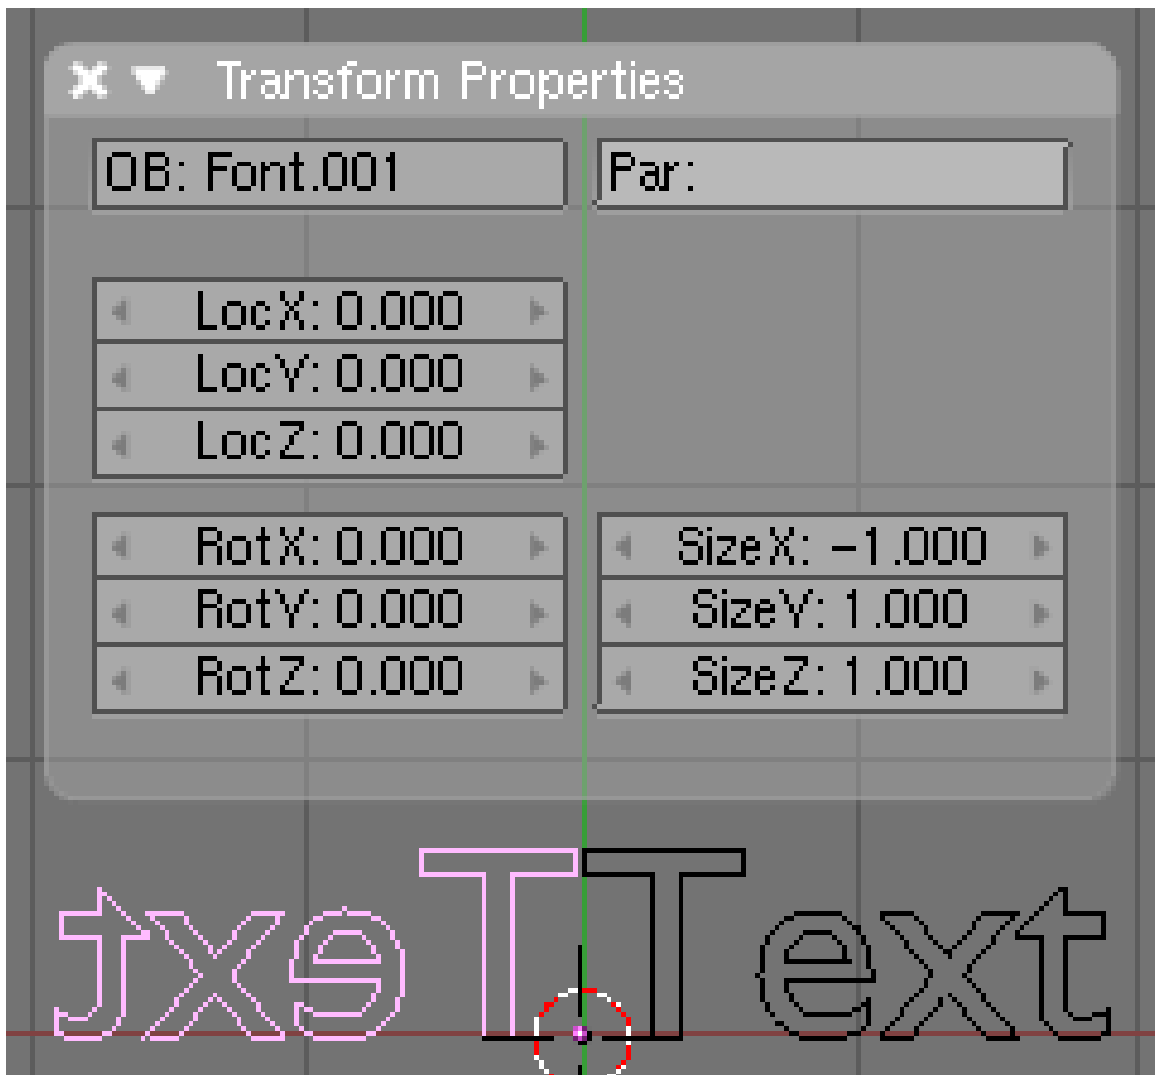 Transform Properties
OB: Font.001
Par:
LocX: 0.000
LocY: 0.000
LocZ: 0.000
RotX: 0.000
SizeX: -1.000
RotY: 0.000
SizeY: 1.000
RotZ: 0.000
SizeZ: 1.000
Text Text